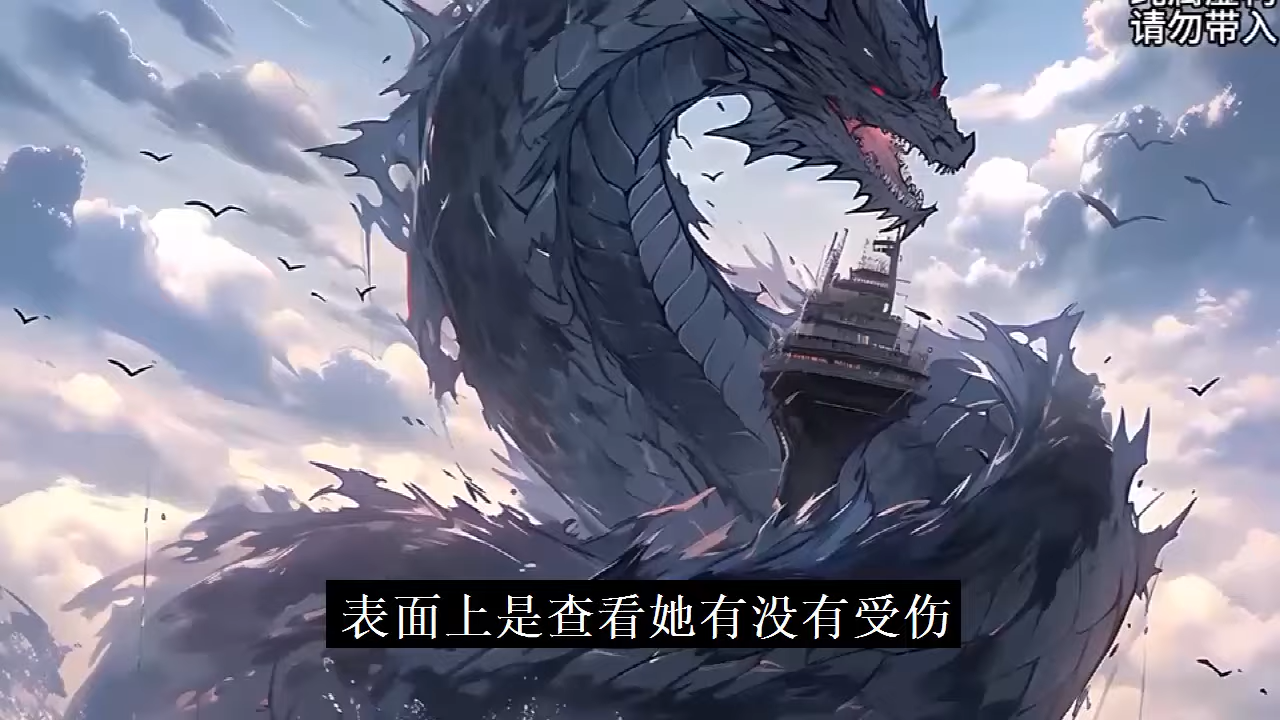 请勿带入
表面上是查看她有没有受伤